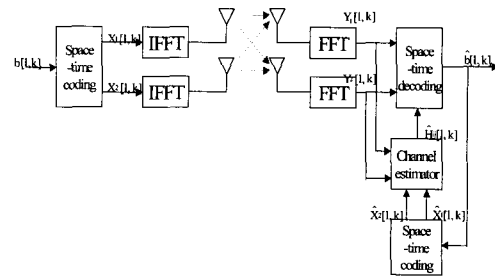 b[l,k]
Space
-time
coding
X₁[l,k]
X₂[l,k]
IFFT
IFFT
FFT
FFT
Y₁[l,k]
Y₂[l,k]
Space
-time
decoding
b̂[l,k]
Ĥij[l,k]
Channel
estimator
X̂₂[l,k]
X̂₁[l,k]
Space
-time
coding